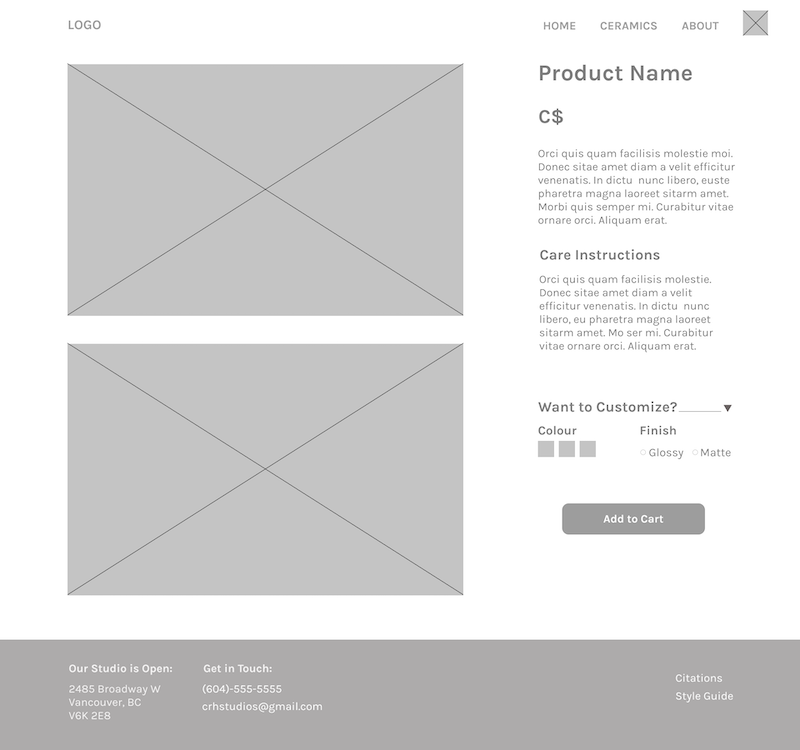 LOGO
HOME CERAMICS ABOUT
Product Name
C$
Orci quis quam facilisis molestie moi.
Donec sitae amet diam a velit efficitur
venenatis. In dictu nunc libero, euste
pharetra magna laoreet sitarm amet.
Morbi quis semper mi. Curabitur vitae
ornare orci. Aliquam erat.
Care Instructions
Orci quis quam facilisis molestie.
Donec sitae amet diam a velit
efficitur venenatis. In dictu nunc
libero, eu pharetra magna laoreet
sitarm amet. Mo ser mi. Curabitur
vitae ornare orci. Aliquam erat.
Want to Customize?
Colour
Finish
Glossy Matte
Add to Cart
Our Studio is Open:
2485 Broadway W
Vancouver, BC
V6K 2E8
Get in Touch:
(604)-555-5555
crhstudios@gmail.com
Citations
Style Guide